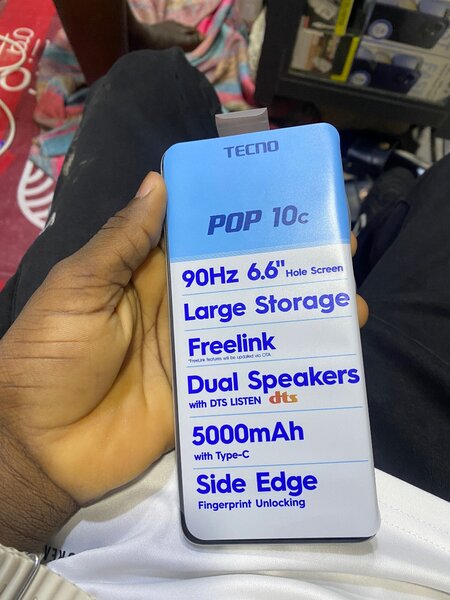 TECNO
POP 10c
90Hz 6.6" Hole Screen
Large Storage
Freelink
*FreeLink features will be updated via OTA
Dual Speakers
with DTS LISTEN dts
5000mAh
with Type-C
Side Edge
Fingerprint Unlocking